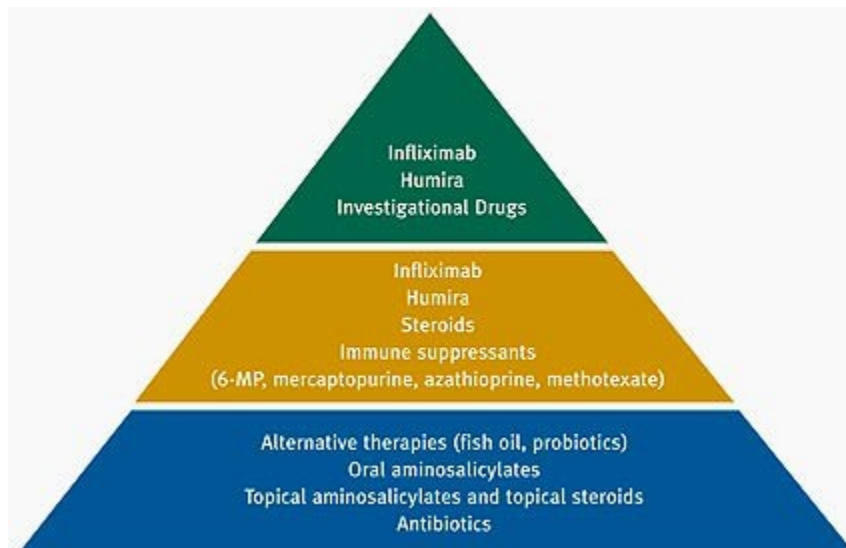 Infliximab
Humira
Investigational Drugs
Infliximab
Humira
Steroids
Immune suppressants
(6-MP, mercaptopurine, azathioprine, methotexate)
Alternative therapies (fish oil, probiotics)
Oral aminosalicylates
Topical aminosalicylates and topical steroids
Antibiotics